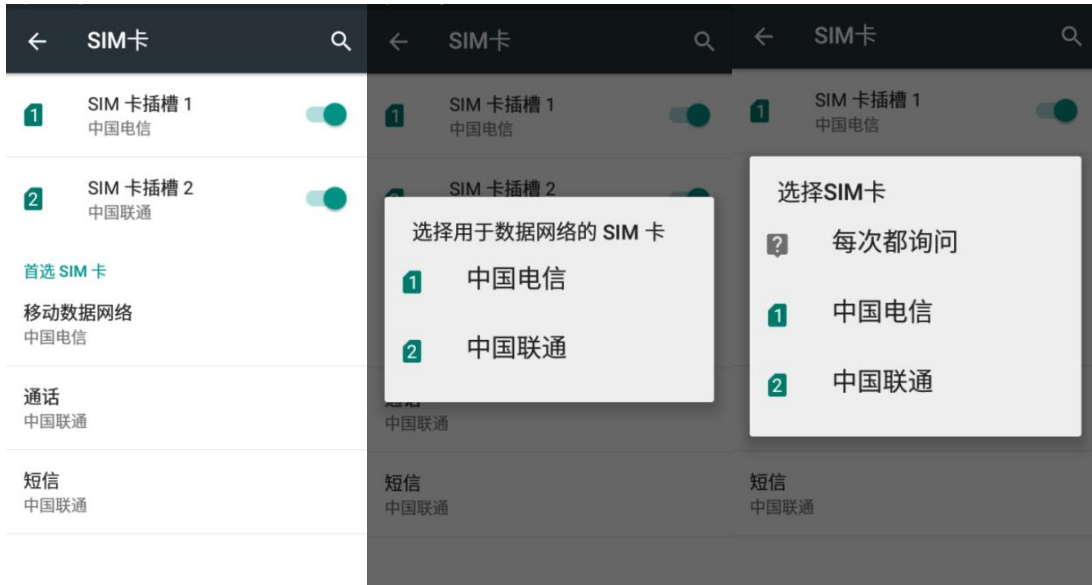 SIM卡
SIM 卡插槽 1
中国电信
SIM 卡插槽 2
中国联通
首选 SIM 卡
移动数据网络
中国电信
通话
中国联通
短信
中国联通
SIM卡
SIM 卡插槽 1
中国电信
SIM 卡插槽 2
选择用于数据网络的 SIM 卡
1 中国电信
2 中国联通
中国联通
短信
中国联通
SIM卡
SIM 卡插槽 1
中国电信
选择SIM卡
? 每次都询问
1 中国电信
2 中国联通
短信
中国联通